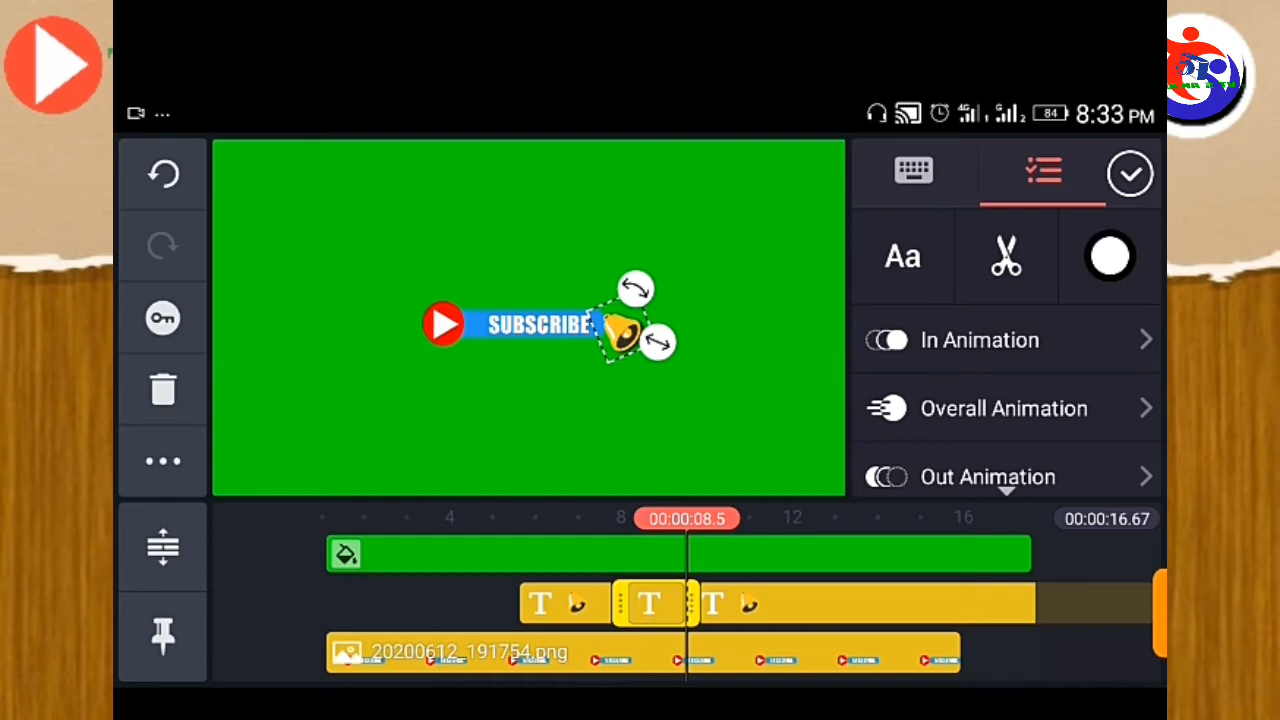 8:33 PM
84
SUBSCRIBE
Aa
In Animation
Overall Animation
Out Animation
4
8
00:00:08.5
12
16
00:00:16.67
T
T
T
20200612_191754.png